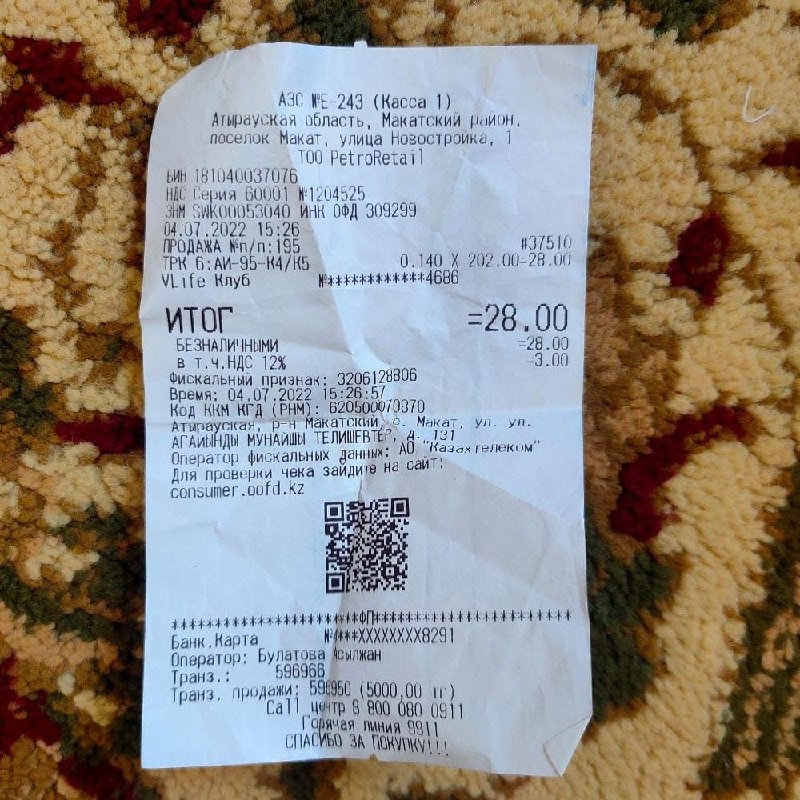 АЗС №Е-243 (Касса 1)
Атырауская область, Макатский район,
поселок Макат, улица Новостройка, 1
ТОО PetroRetail
БИН 181040037076
НДС Серия 60001 №1204525
ЗНМ SWK00053040 ИНК ОФД 309299
04.07.2022 15:26
ПРОДАЖА №п/п:195 #37510
ТРК 6:АИ-95-К4/К5 0.140 X 202.00=28.00
VLife Клуб №************4686
ИТОГ =28.00
БЕЗНАЛИЧНЫМИ =28.00
в т.ч.НДС 12% =3.00
Фискальный признак: 3206128806
Время: 04.07.2022 15:26:57
Код ККМ КГД (РНМ): 620500070370
Атырауская, р-н Макатский, Макат, ул. ул.
АГАЙЫНДЫ МУНАЙШЫ Д. 131
Оператор фискальных данных: АО "Казахтелеком"
Для проверки чека зайдите на сайт:
consumer.oofd.kz
***********************ФП************************
Банк.Карта №****XXXXXXXX8291
Оператор: Булатова Асылжан
Транз.: 596966
Транз. продажи: 596950 (5000,00 тг)
Call центр 8 800 080 0911
Горячая линия 9911
СПАСИБО ЗА ПОКУПКУ!!!